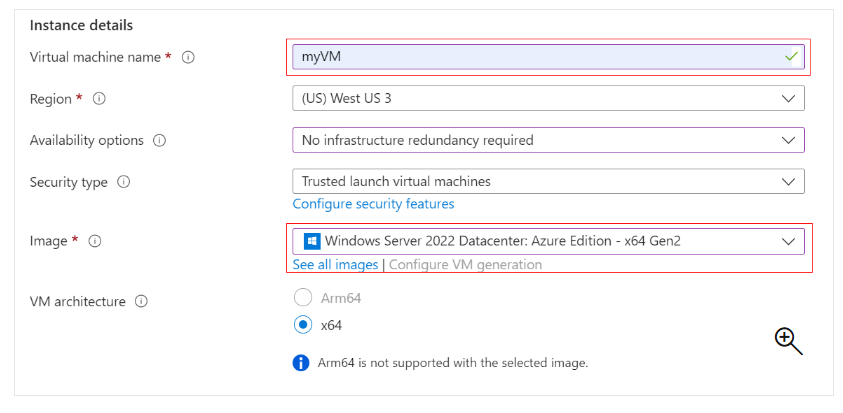 Instance details
Virtual machine name *
myVM
Region *
(US) West US 3
Availability options
No infrastructure redundancy required
Security type
Trusted launch virtual machines
Configure security features
Image *
Windows Server 2022 Datacenter: Azure Edition - x64 Gen2
See all images | Configure VM generation
VM architecture
Arm64
x64
Arm64 is not supported with the selected image.